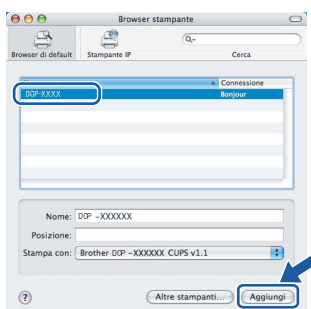 Browser stampante
Q-
Browser di default
Stampante IP
Cerca
Connessione
DCP-XXXX
Bonjour
Nome: DCP -XXXXXX
Posizione:
Stampa con: Brother DCP -XXXXXX CUPS v1.1
?
Altre stampanti...
Aggiungi